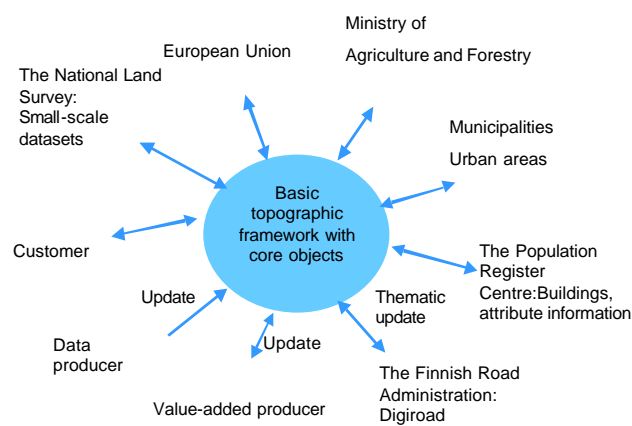 European Union
Ministry of
Agriculture and Forestry
The National Land
Survey:
Small-scale
datasets
Municipalities
Urban areas
Basic
topographic
framework with
core objects
Customer
The Population
Register
Centre:Buildings,
attribute information
Update
Thematic
update
Data
producer
Update
Value-added producer
The Finnish Road
Administration:
Digiroad